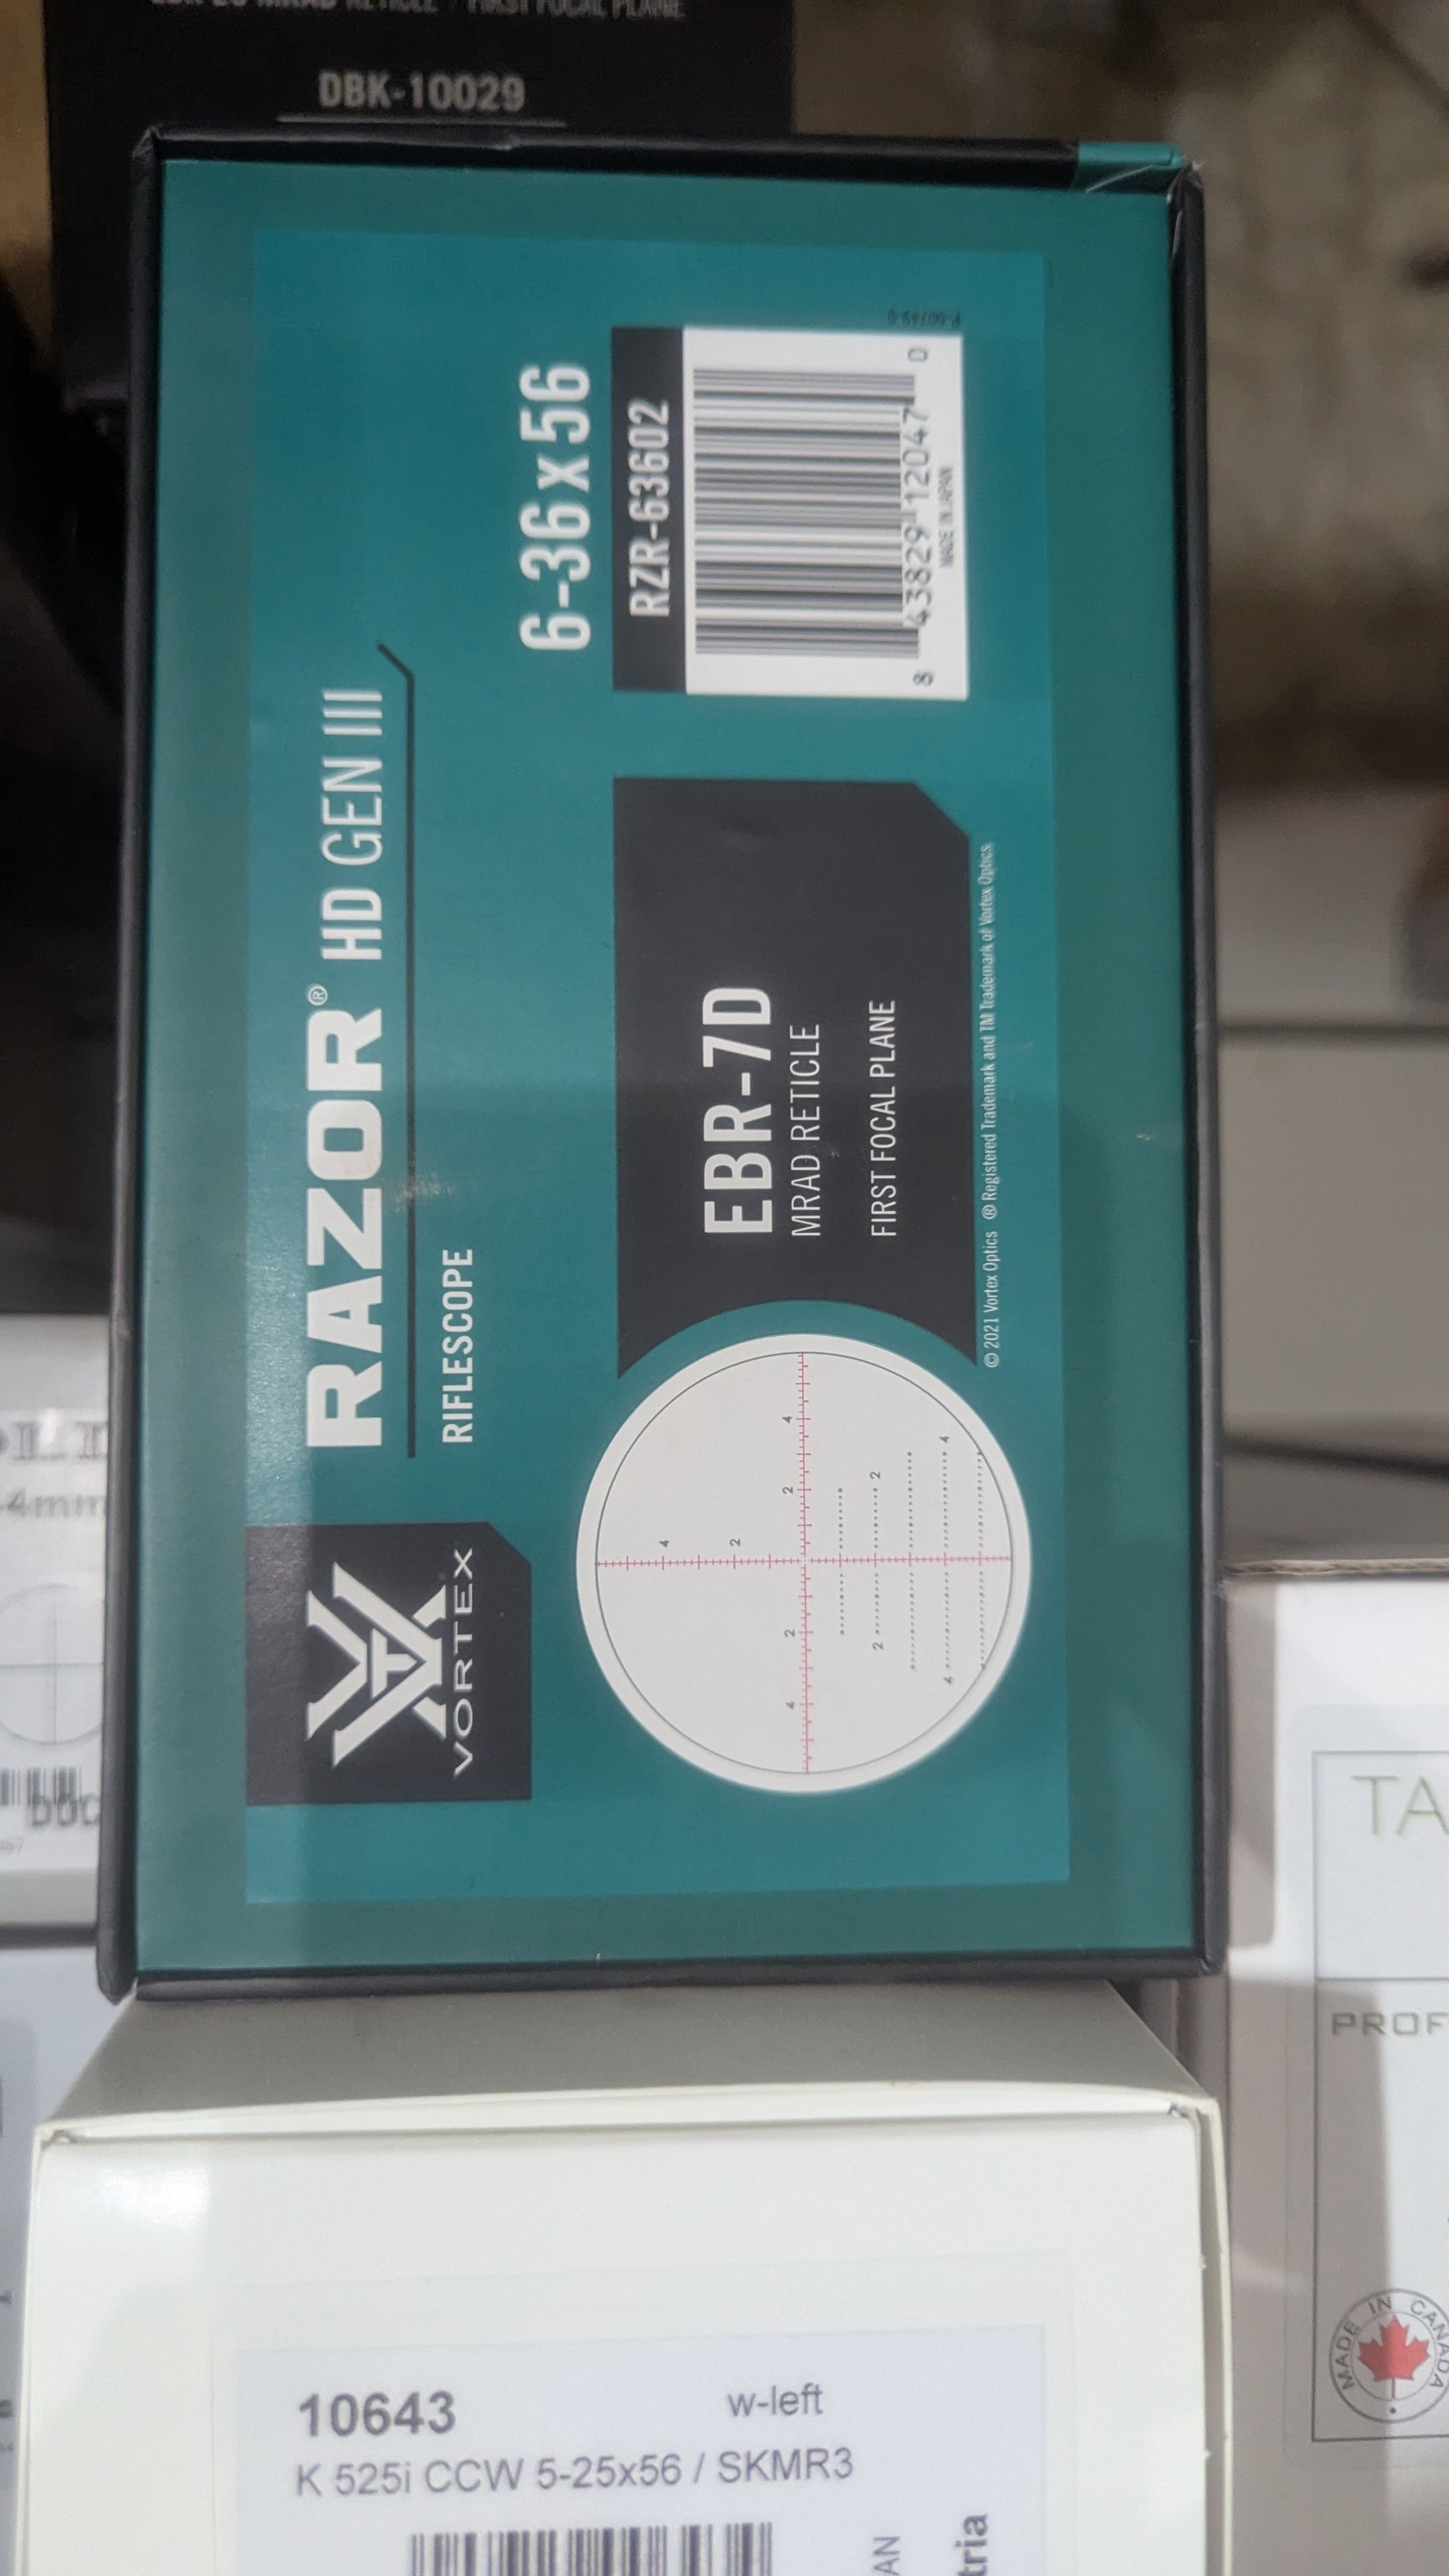 DBK-10029
VORTEX
RAZOR® HD GEN III
RIFLESCOPE
6-36x56
RZR-63602
8 43829 12047 0
MADE IN JAPAN
EBR-7D
MRAD RETICLE
FIRST FOCAL PLANE
4
2
4 2 2 4
2 2
4 4
© 2021 Vortex Optics ® Registered Trademark and TM Trademark of Vortex Optics
10643 w-left
K 525i CCW 5-25x56 / SKMR3
TA
PROF
MADE IN CANADA